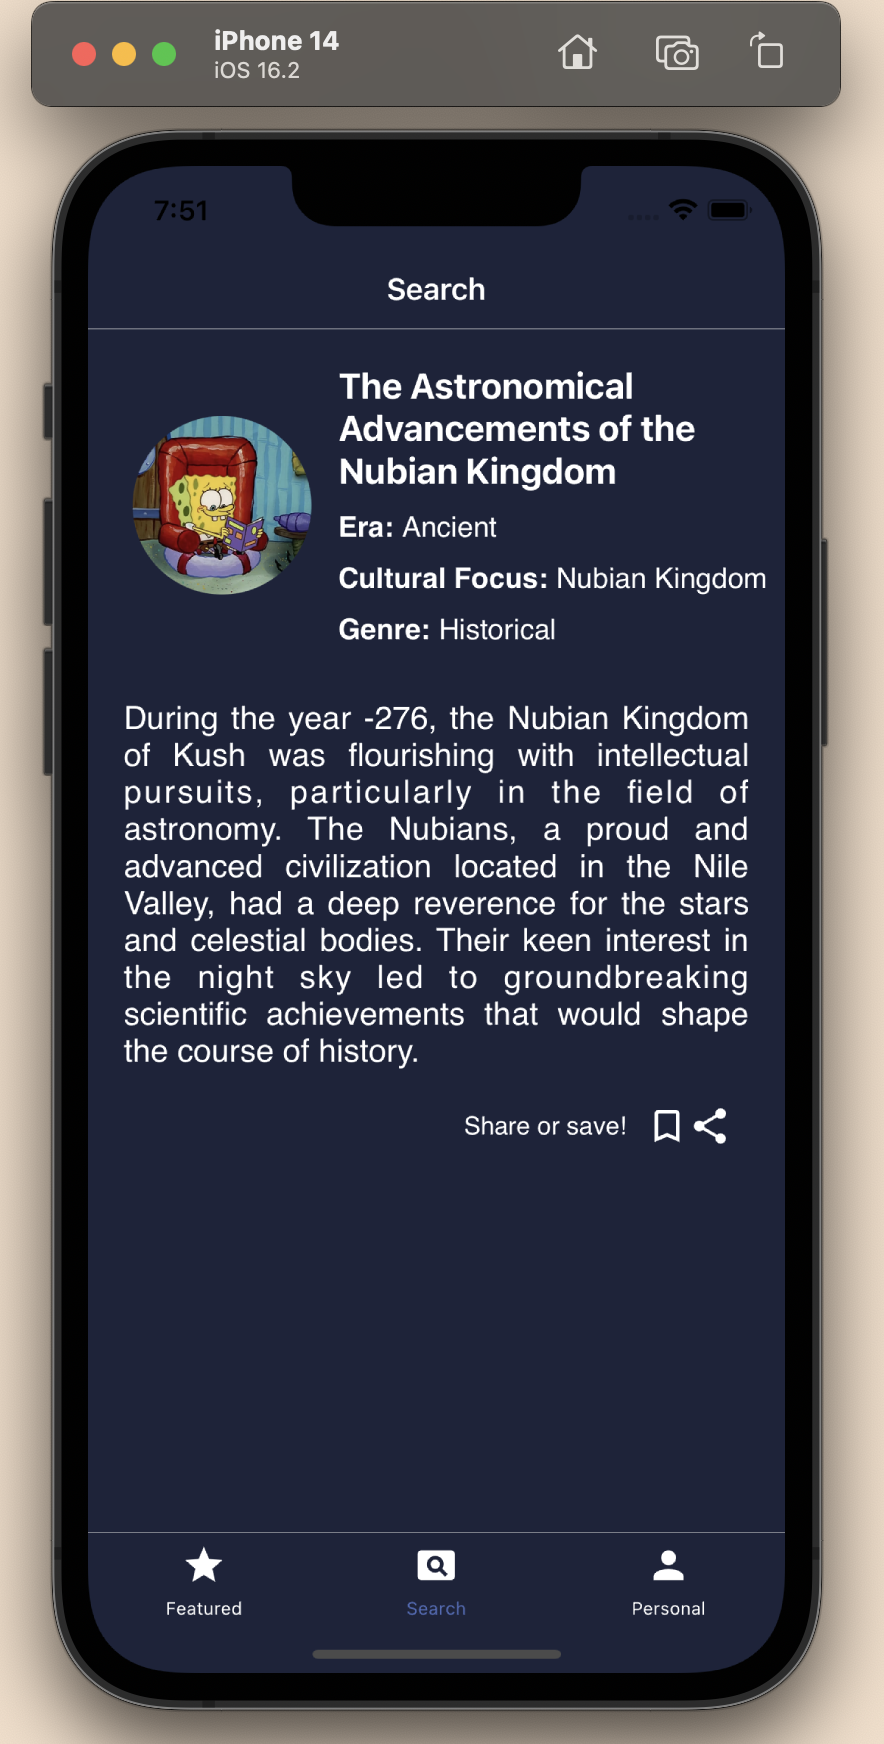 iPhone 14
iOS 16.2
7:51
Search
The Astronomical
Advancements of the
Nubian Kingdom
Era: Ancient
Cultural Focus: Nubian Kingdom
Genre: Historical
During the year -276, the Nubian Kingdom
of Kush was flourishing with intellectual
pursuits, particularly in the field of
astronomy. The Nubians, a proud and
advanced civilization located in the Nile
Valley, had a deep reverence for the stars
and celestial bodies. Their keen interest in
the night sky led to groundbreaking
scientific achievements that would shape
the course of history.
Share or save!
Featured
Search
Personal